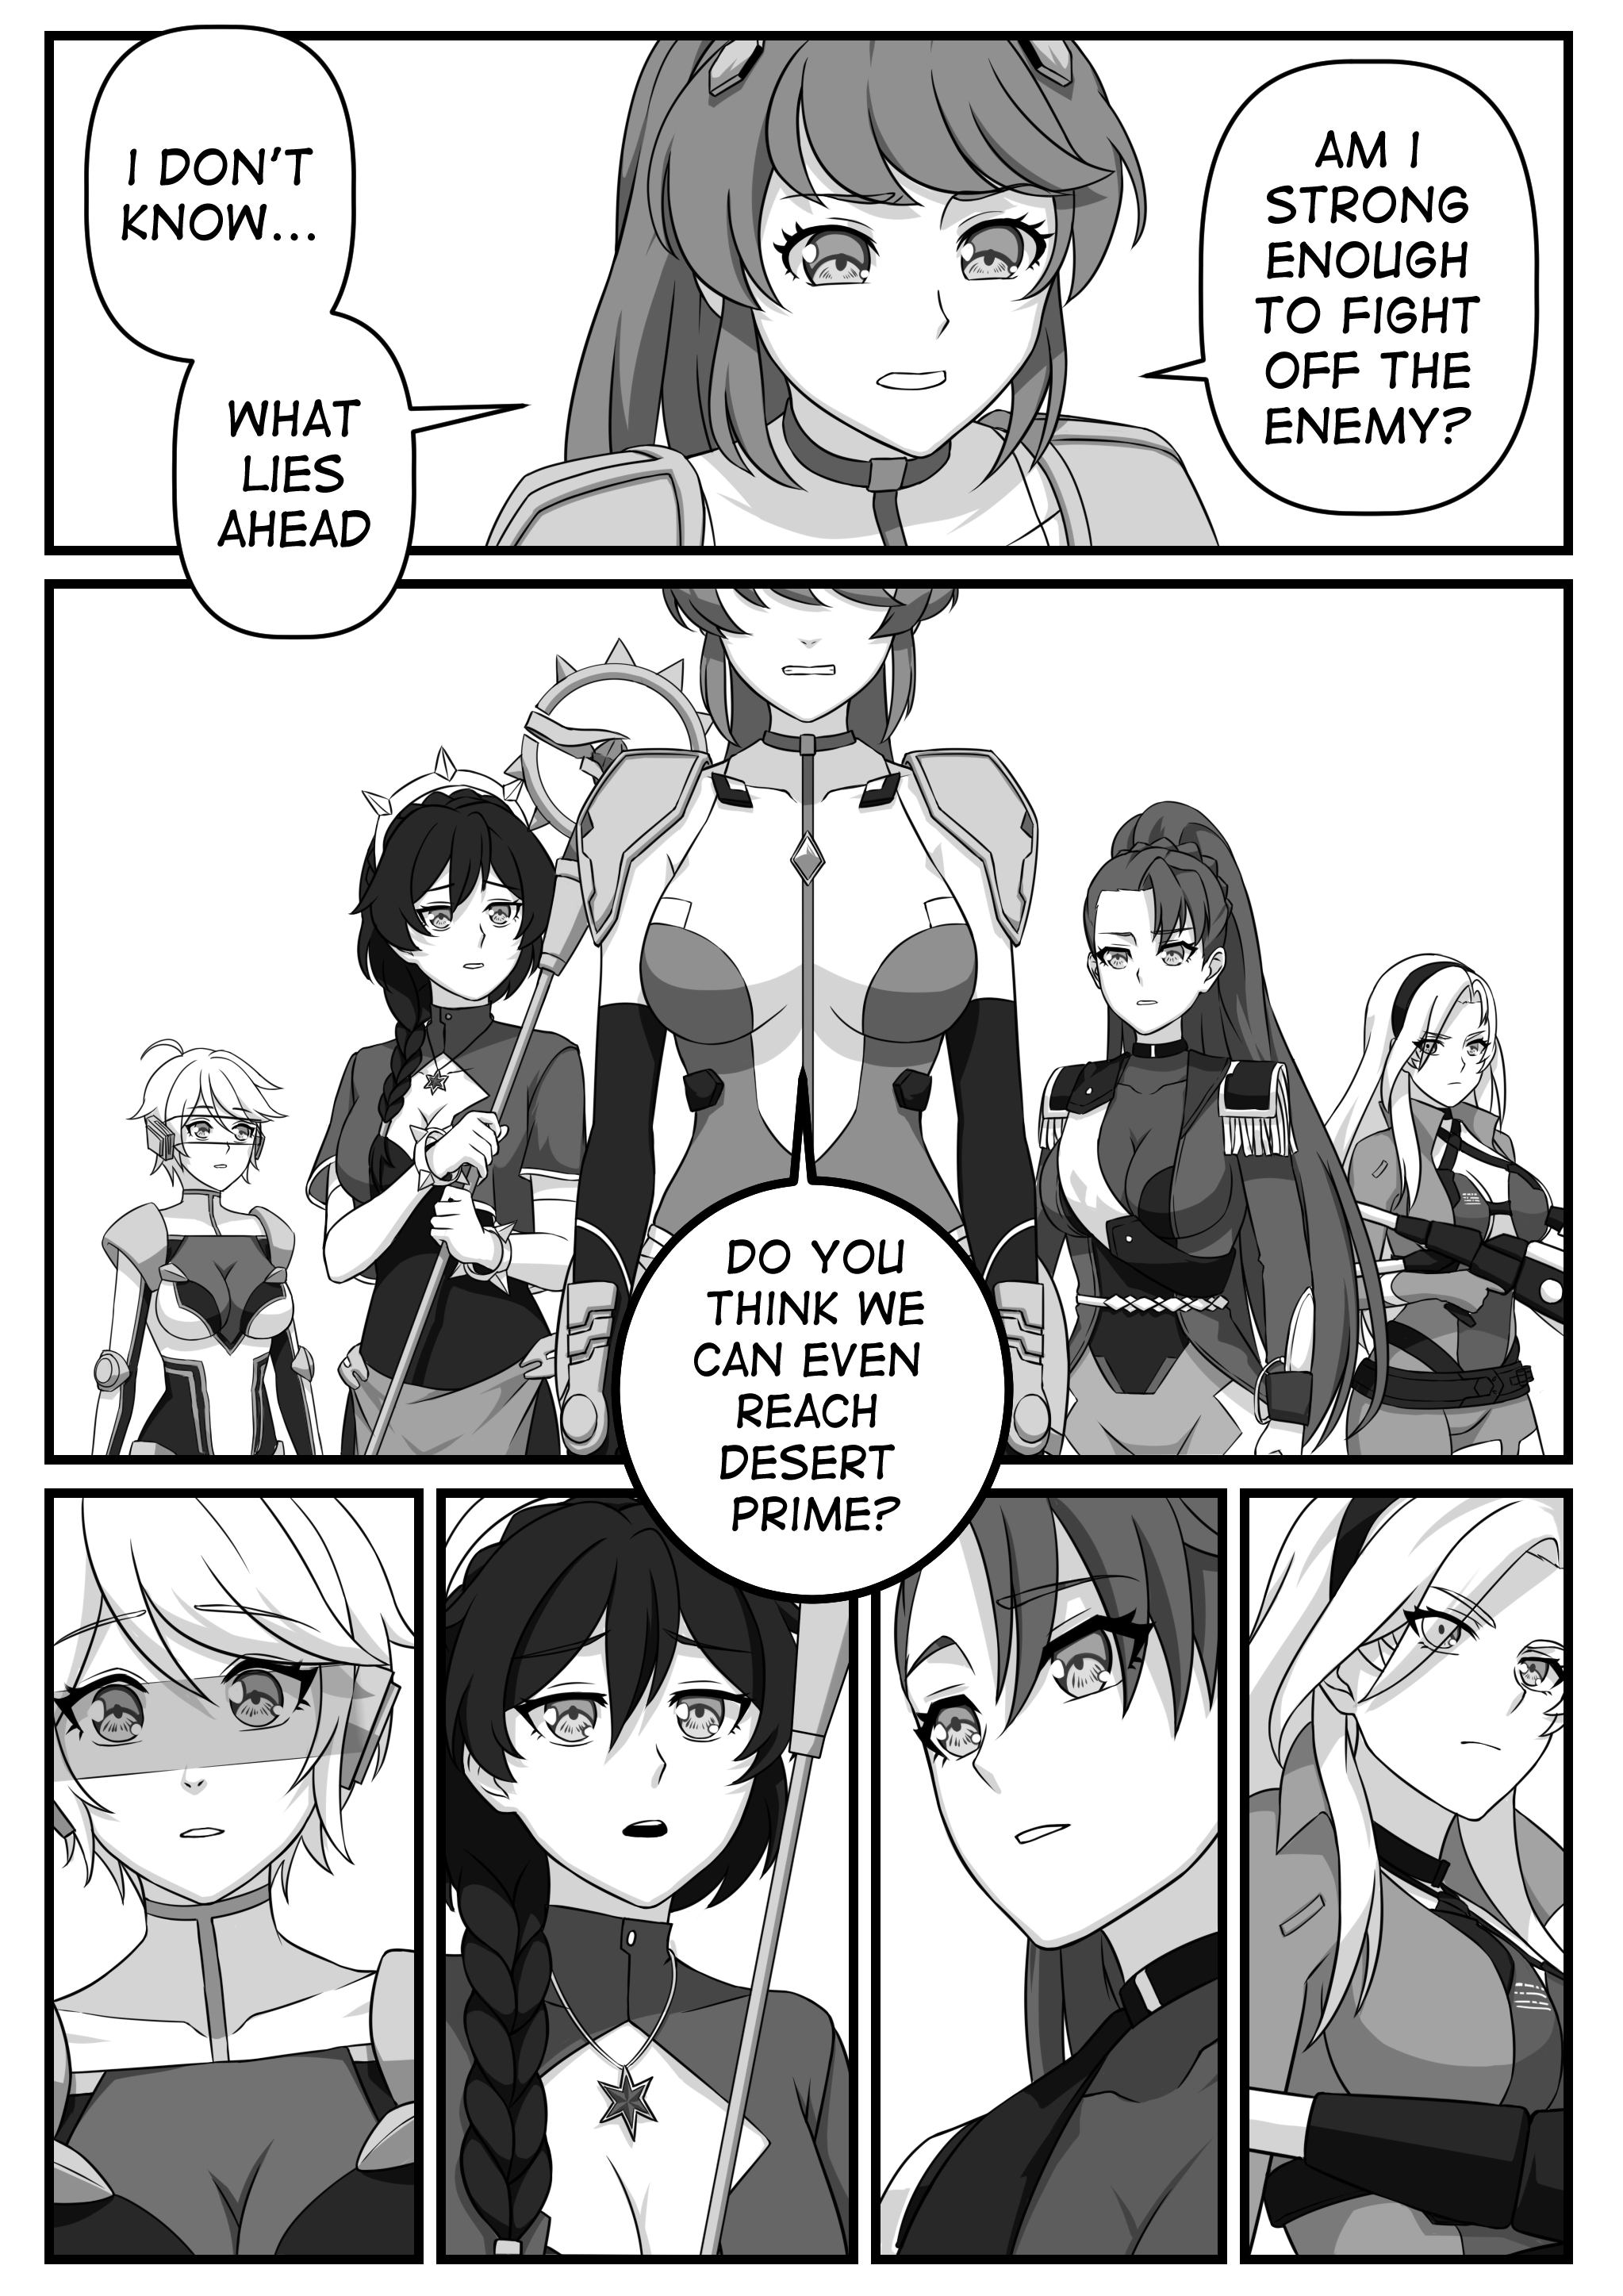 I DON'T
KNOW...
WHAT
LIES
AHEAD
AM I
STRONG
ENOUGH
TO FIGHT
OFF THE
ENEMY?
DO YOU
THINK WE
CAN EVEN
REACH
DESERT
PRIME?